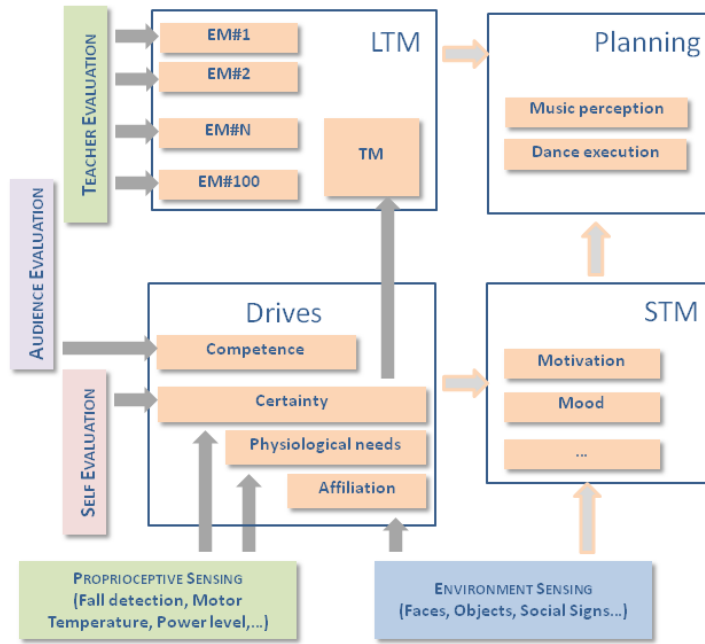 TEACHER EVALUATION
LTM
EM#1
EM#2
EM#N
EM#100
TM
Planning
Music perception
Dance execution
AUDIENCE EVALUATION
SELF EVALUATION
Drives
Competence
Certainty
Physiological needs
Affiliation
STM
Motivation
Mood
...
PROPRIOCEPTIVE SENSING
(Fall detection, Motor
Temperature, Power level,...)
ENVIRONMENT SENSING
(Faces, Objects, Social Signs...)